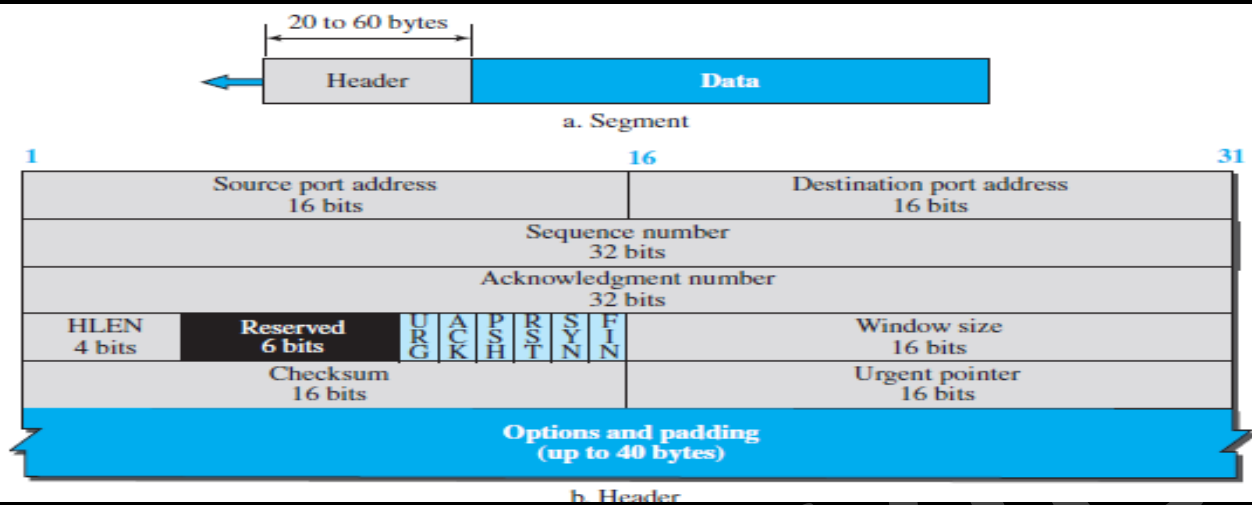 20 to 60 bytes
Header
Data
a. Segment
1 16 31
Source port address
16 bits
Destination port address
16 bits
Sequence number
32 bits
Acknowledgment number
32 bits
HLEN
4 bits
Reserved
6 bits
URG
ACK
PSH
RST
SYN
FIN
Window size
16 bits
Checksum
16 bits
Urgent pointer
16 bits
Options and padding
(up to 40 bytes)
b. Header